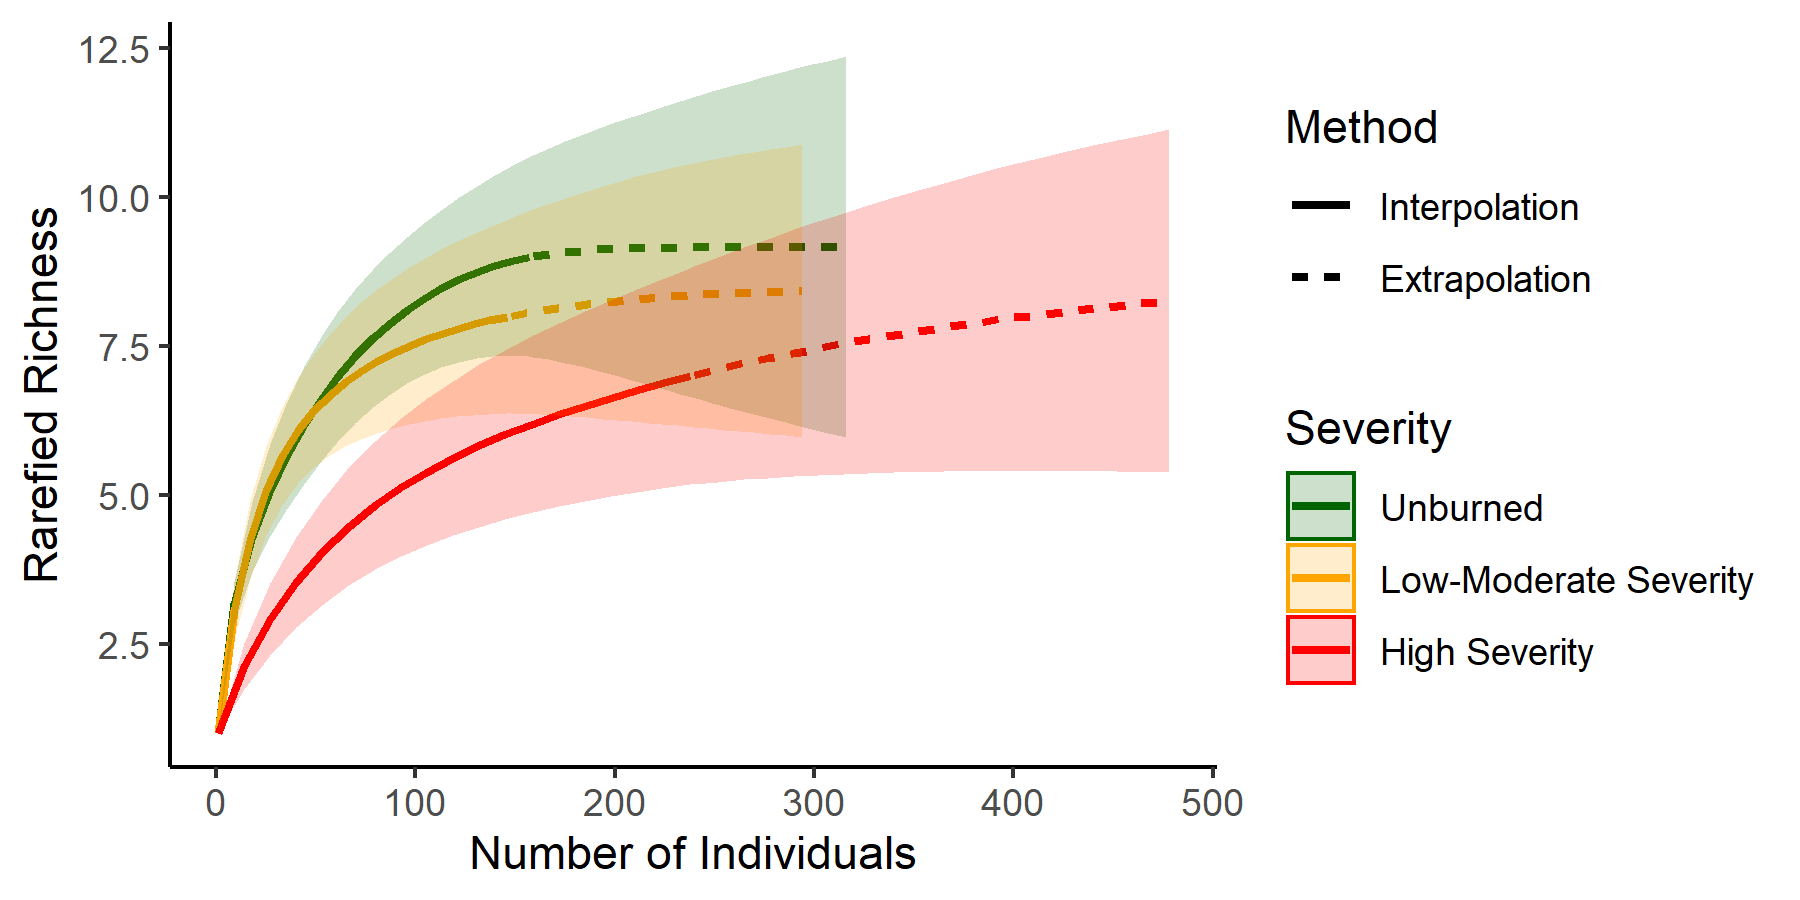 12.5
10.0
7.5
5.0
2.5
Rarefied Richness
0 100 200 300 400 500
Number of Individuals
Method
Interpolation
Extrapolation
Severity
Unburned
Low-Moderate Severity
High Severity